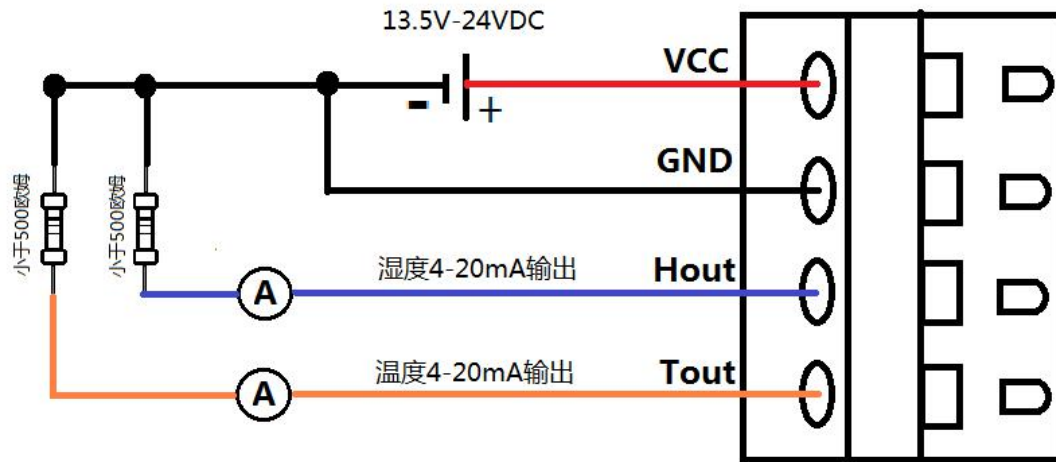 13.5V-24VDC
VCC
- +
GND
小于500欧姆
小于500欧姆
湿度4-20mA输出
Hout
A
温度4-20mA输出
Tout
A